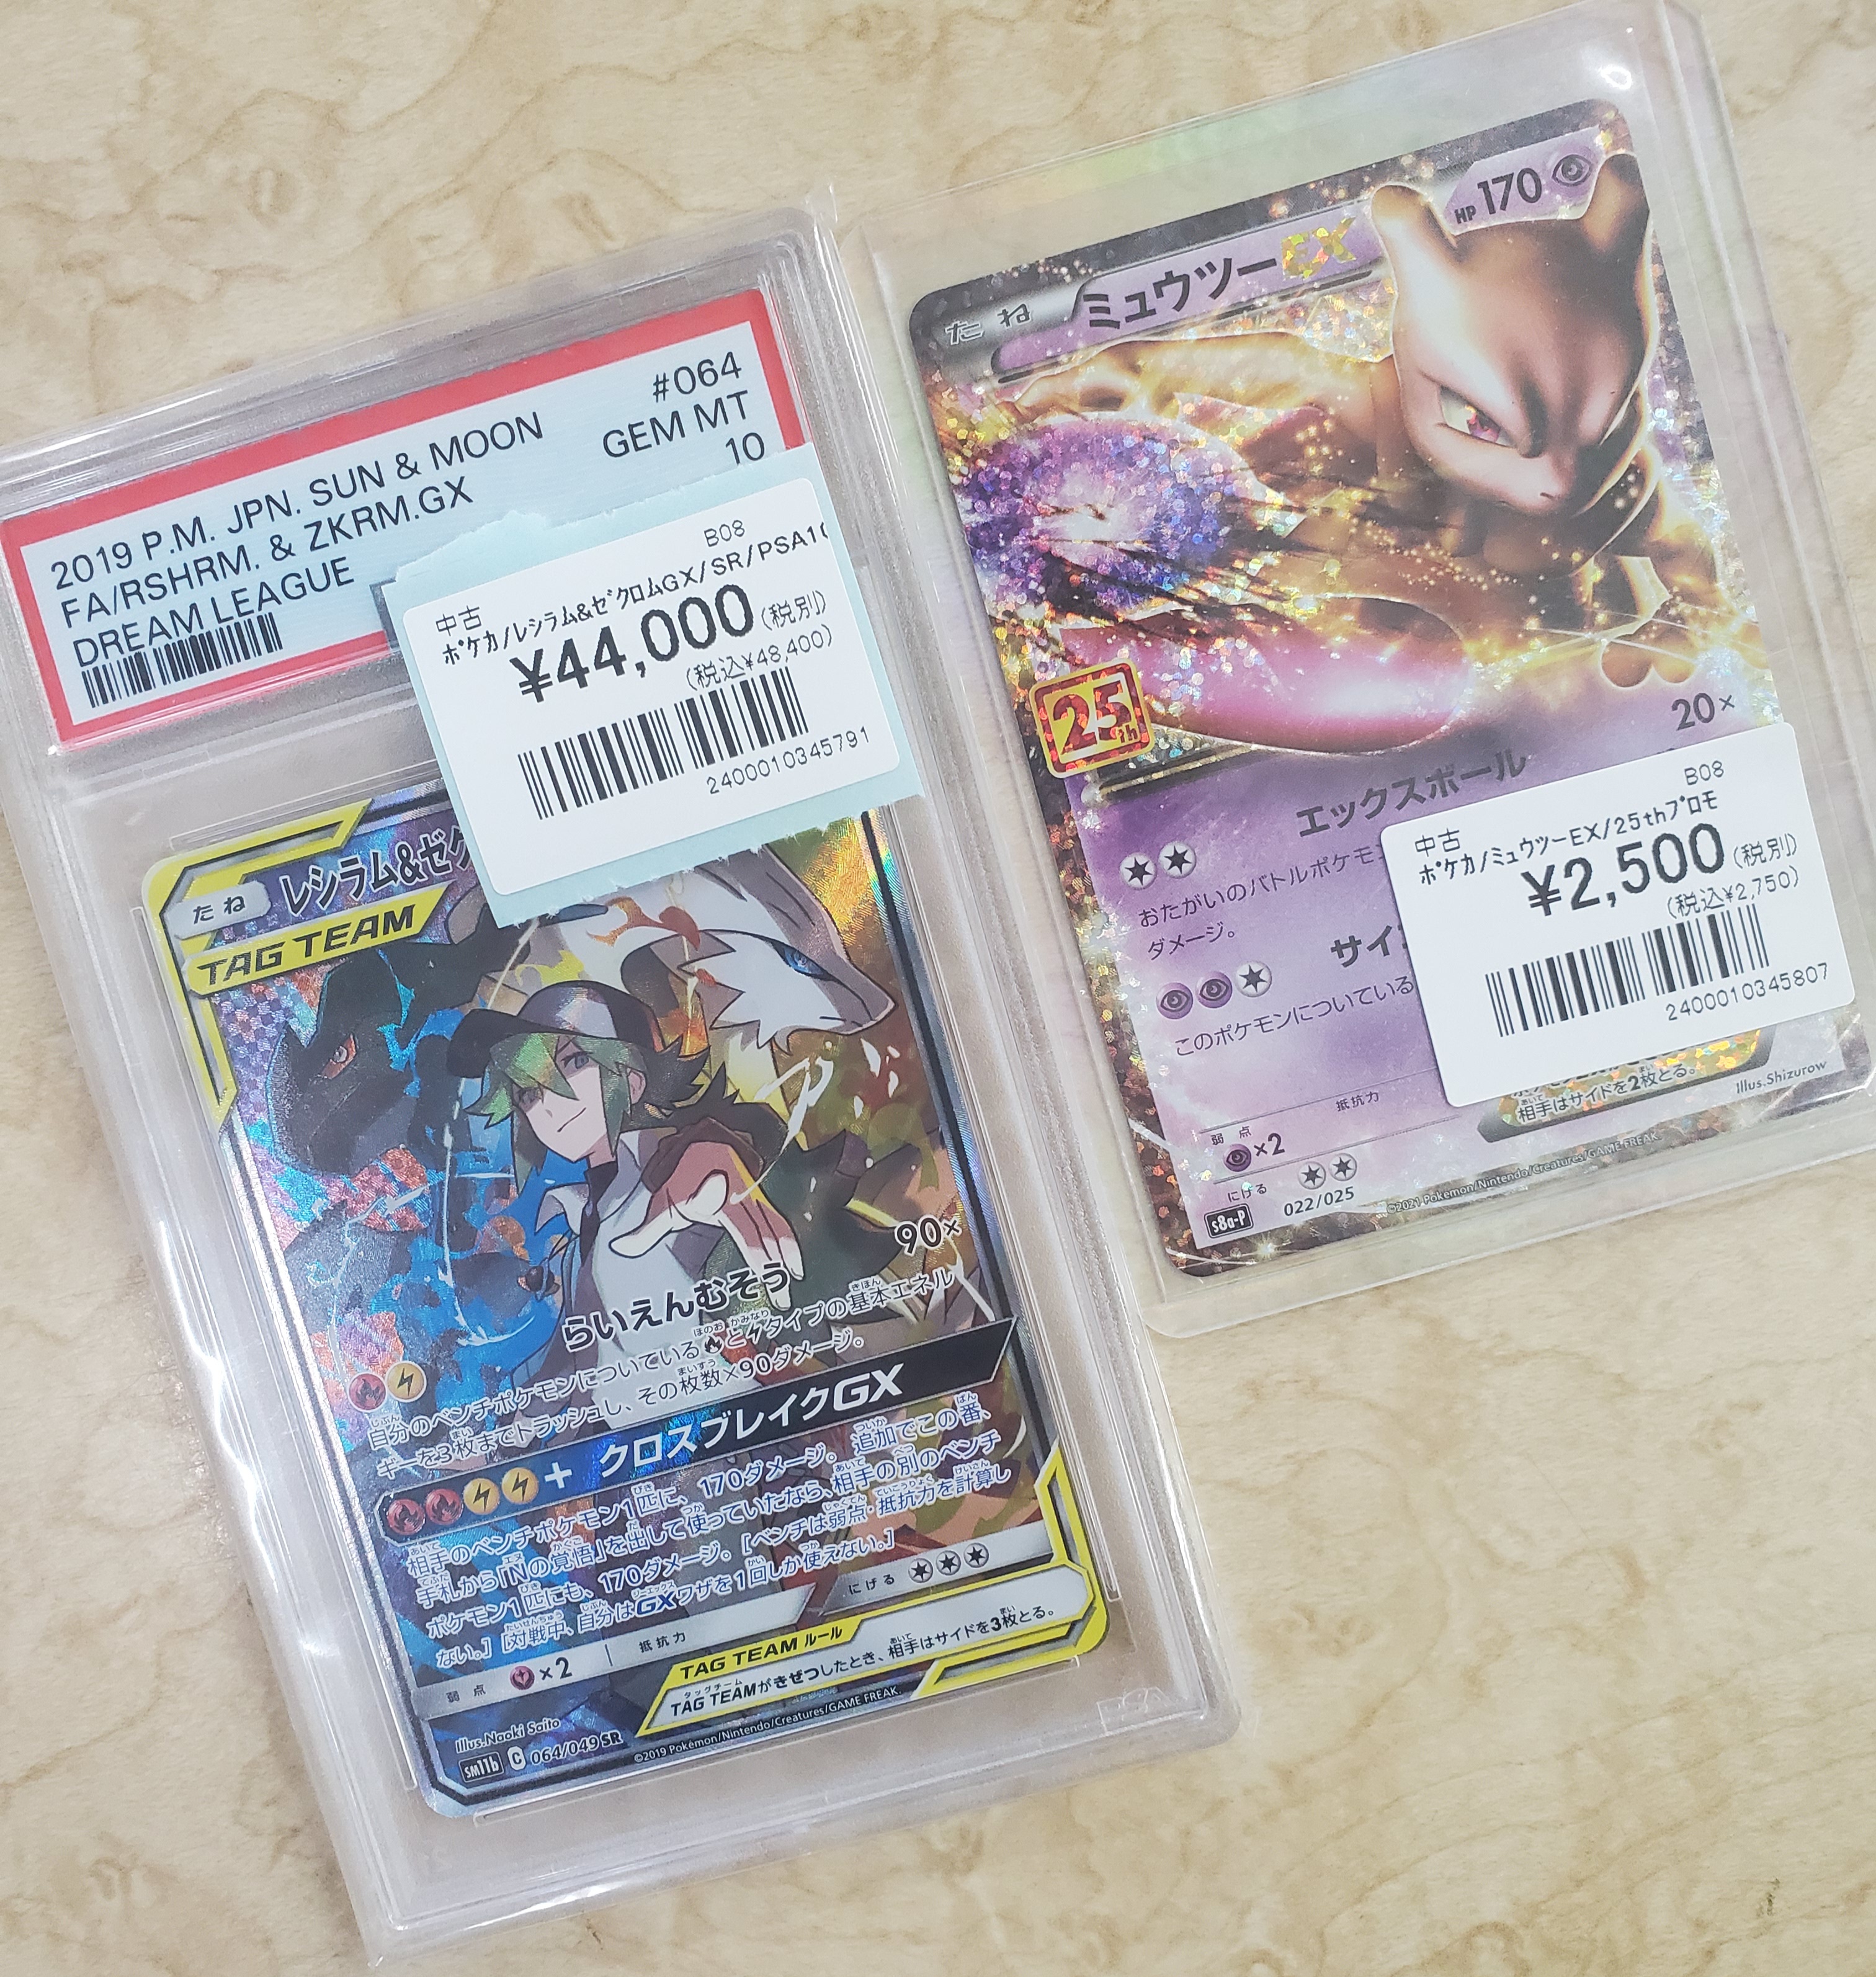 2019 P.M. JPN. SUN & MOON
#064
FA/RSHRM. & ZKRM.GX
GEM MT
DREAM LEAGUE
10
B08
中古
ポケカ/レシラム&ゼクロムGX/SR/PSA10
¥44,000(税別)
(税込¥48,400)
2400010345791
たね
レシラム&ゼク
TAG TEAM
らいえんむそう
90×
自分のベンチポケモンについている とタイプの基本エネル
ギーを3枚までトラッシュし、その枚数×90ダメージ。
+ クロスブレイクGX
相手のベンチポケモン1匹に、170ダメージ。追加でこの番、
手札から「Nの覚悟」を出して使っていたなら、相手の別のベンチ
ポケモン1匹にも、170ダメージ。[ベンチは弱点・抵抗力を計算し
ない。][対戦中、自分はGXワザを1回しか使えない。]
弱点 ×2
抵抗力
にげる
TAG TEAM ルール
TAG TEAMがきぜつしたとき、相手はサイドを3枚とる。
Illus.Naoki Saito
SM11b C 064/049 SR
©2019 Pokémon/Nintendo/Creatures/GAME FREAK.
PSA
たね
ミュウツーEX
HP 170
25th
エックスボール
20×
おたがいのバトルポケモ
ダメージ。
サイ
このポケモンについている
B08
中古
ポケカ/ミュウツーEX/25thプロモ
¥2,500(税別)
(税込¥2,750)
2400010345807
相手はサイドを2枚とる。
Illus.Shizurow
弱点
×2
抵抗力
にげる
s8a-P
022/025
©2021 Pokémon/Nintendo/Creatures/GAME FREAK.